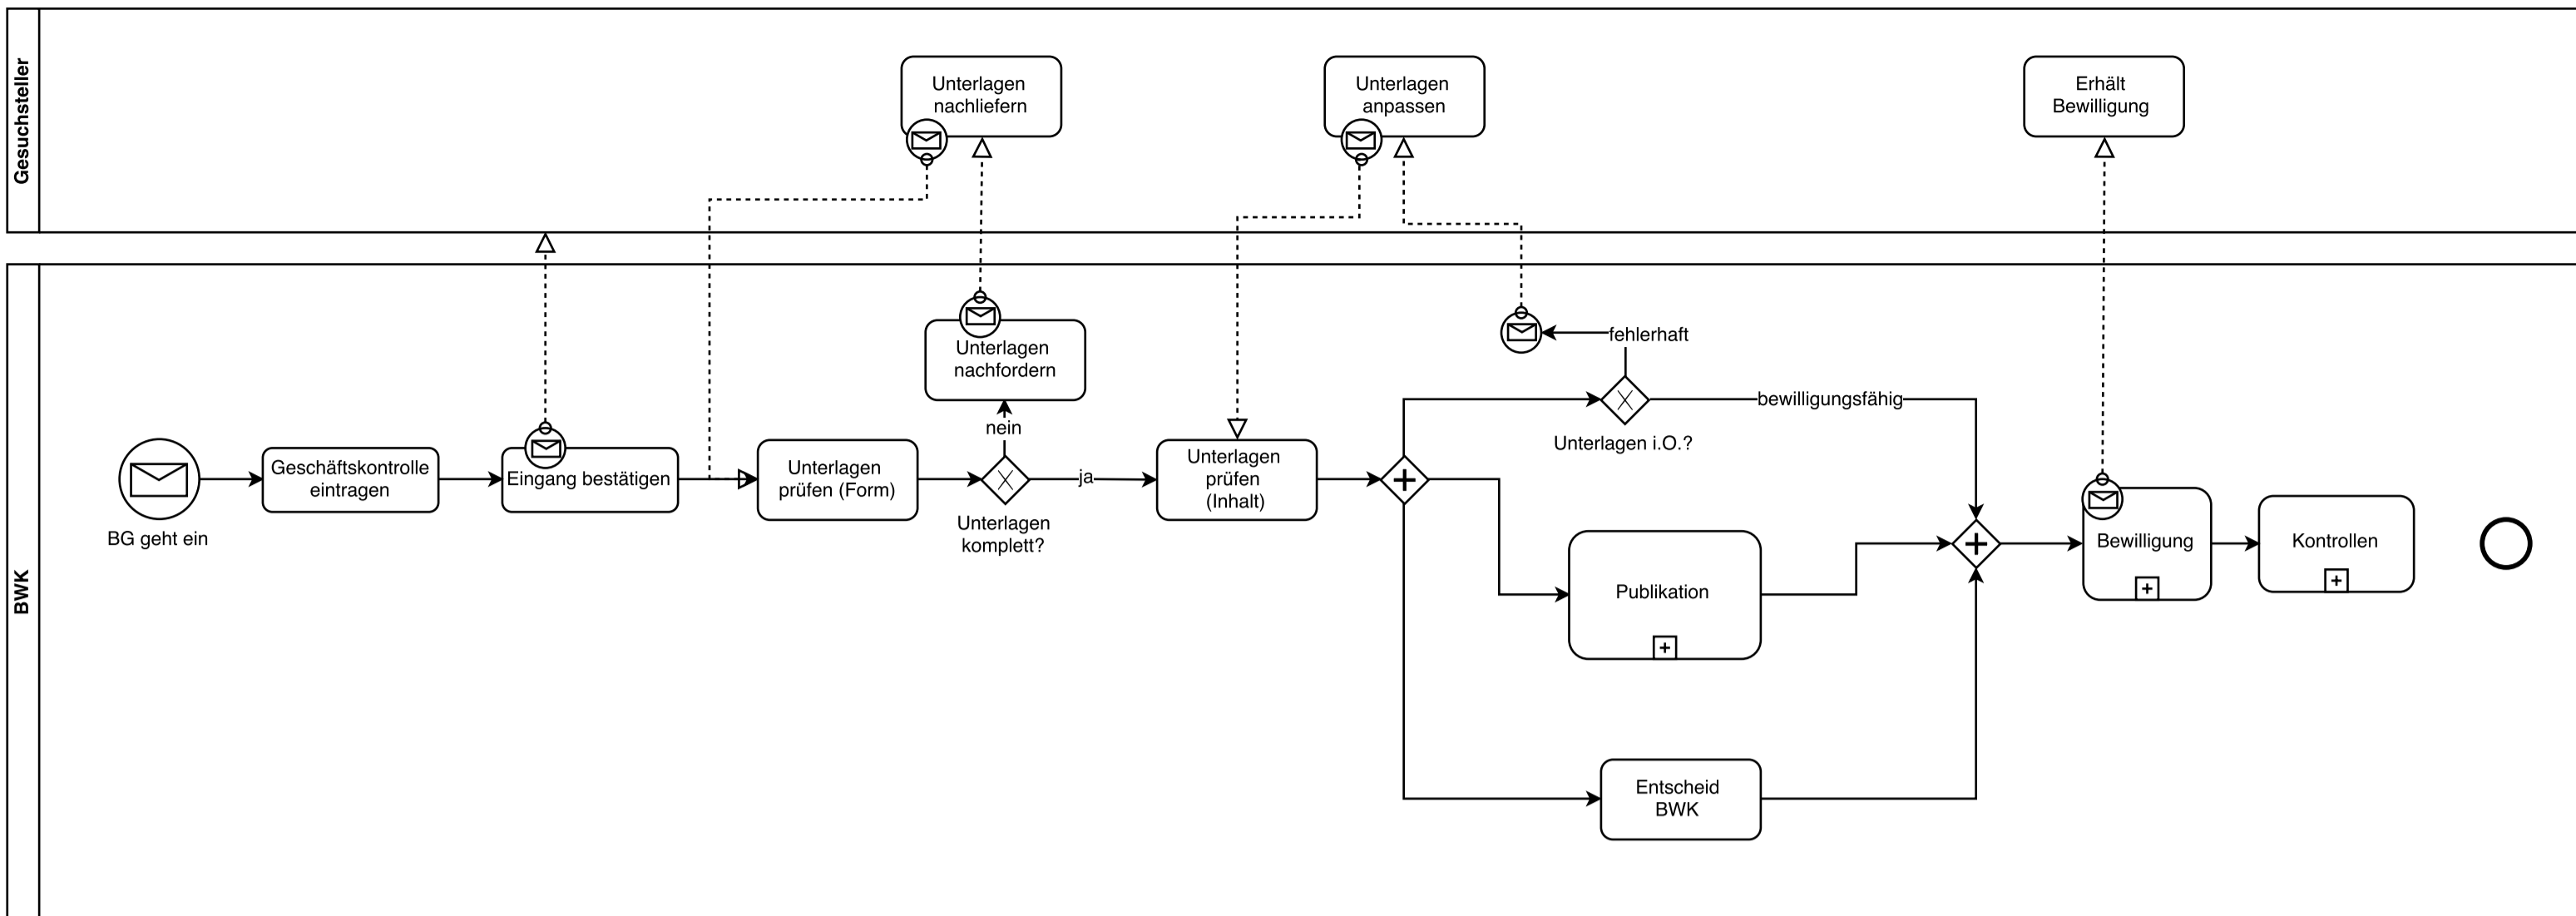 Gesuchsteller
Unterlagen
nachliefern
Unterlagen
anpassen
Erhält
Bewilligung
BWK
BG geht ein
Geschäftskontrolle
eintragen
Eingang bestätigen
Unterlagen
prüfen (Form)
Unterlagen
nachfordern
nein
ja
Unterlagen
komplett?
Unterlagen
prüfen
(Inhalt)
fehlerhaft
bewilligungsfähig
Unterlagen i.O.?
Publikation
Entscheid
BWK
Bewilligung
Kontrollen